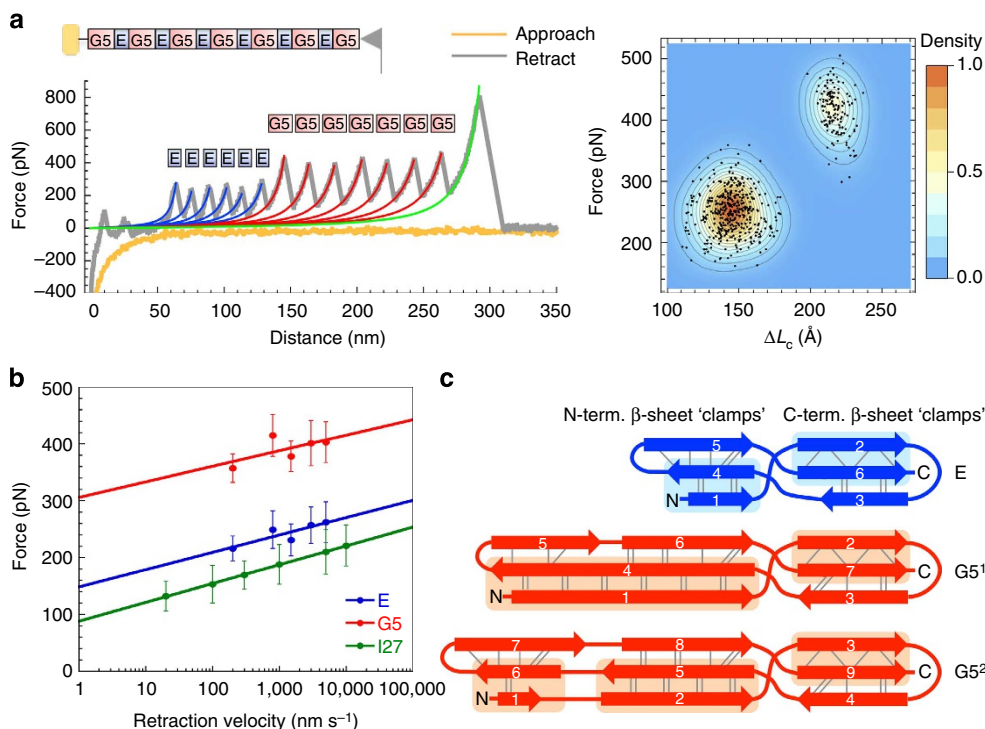 a
G5 E G5 E G5 E G5 E G5 E G5 E G5
Approach
Retract
Force (pN)
800
600
400
200
0
−200
−400
E E E E E E
G5 G5 G5 G5 G5 G5 G5
0 50 100 150 200 250 300 350
Distance (nm)
Force (pN)
500
400
300
200
100 150 200 250
ΔLc (Å)
Density
1.0
0.5
0.0
b
Force (pN)
500
400
300
200
100
0
E
G5
I27
1 10 100 1,000 10,000 100,000
Retraction velocity (nm s−1)
c
N-term. β-sheet ‘clamps’ C-term. β-sheet ‘clamps’
5 2
4 6 C E
N 1 3
5 6 2
4 7 C G5¹
N 1 3
7 8 3
6 5 9 C G5²
N 1 2 4